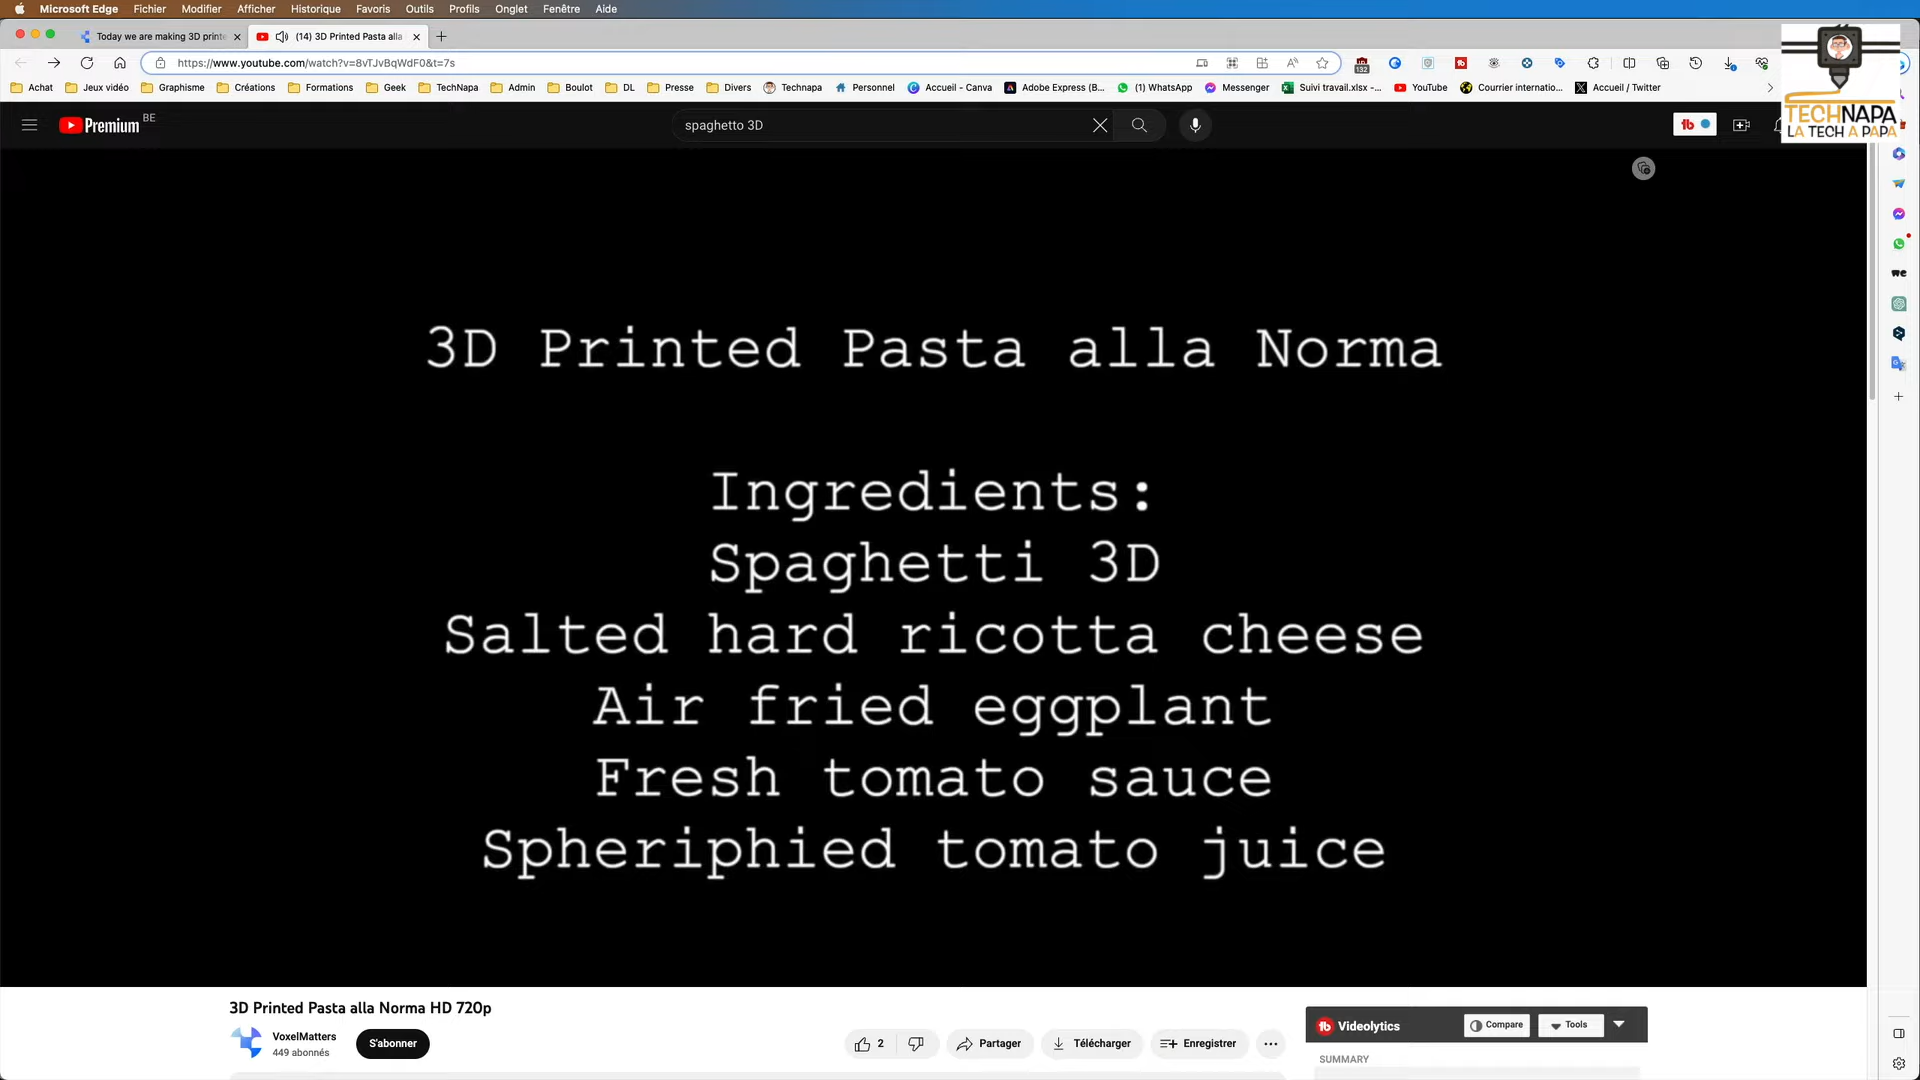 Microsoft Edge Fichier Modifier Afficher Historique Favoris Outils Profils Onglet Fenêtre Aide
Today we are making 3D printe
(14) 3D Printed Pasta alla
https://www.youtube.com/watch?v=8vTJvBqWdF0&t=7s
132
Achat Jeux vidéo Graphisme Créations Formations Geek TechNapa Admin Boulot DL Presse Divers Technapa Personnel Accueil - Canva Adobe Express (B... (1) WhatsApp Messenger Suivi travail.xlsx -... YouTube Courrier internatio... Accueil / Twitter
TECHNAPA
LA TECH A PAPA
Premium BE
spaghetto 3D
3D Printed Pasta alla Norma
Ingredients:
Spaghetti 3D
Salted hard ricotta cheese
Air fried eggplant
Fresh tomato sauce
Spheriphied tomato juice
3D Printed Pasta alla Norma HD 720p
VoxelMatters
449 abonnés
S'abonner
2
Partager
Télécharger
Enregistrer
Videolytics
Compare
Tools
SUMMARY